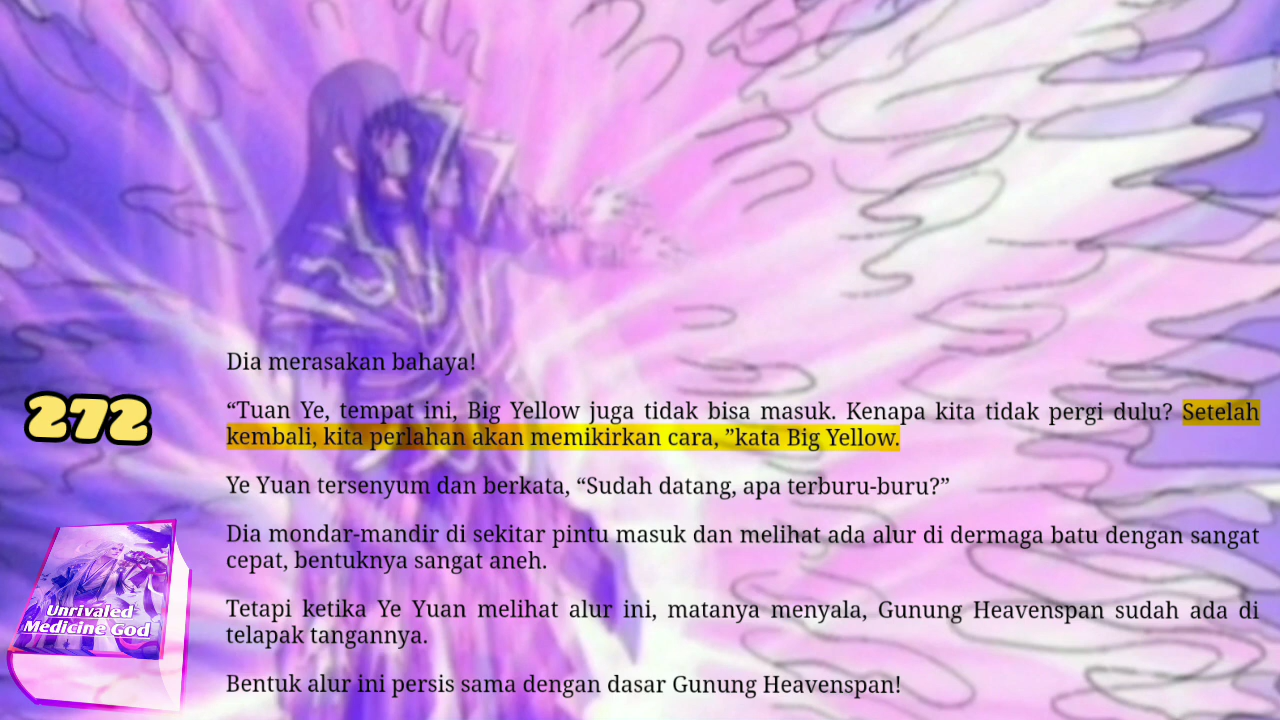 Dia merasakan bahaya!
“Tuan Ye, tempat ini, Big Yellow juga tidak bisa masuk. Kenapa kita tidak pergi dulu? Setelah
kembali, kita perlahan akan memikirkan cara, ”kata Big Yellow.
Ye Yuan tersenyum dan berkata, “Sudah datang, apa terburu-buru?”
Dia mondar-mandir di sekitar pintu masuk dan melihat ada alur di dermaga batu dengan sangat
cepat, bentuknya sangat aneh.
Tetapi ketika Ye Yuan melihat alur ini, matanya menyala, Gunung Heavenspan sudah ada di
telapak tangannya.
Bentuk alur ini persis sama dengan dasar Gunung Heavenspan!
272
Unrivaled
Medicine God